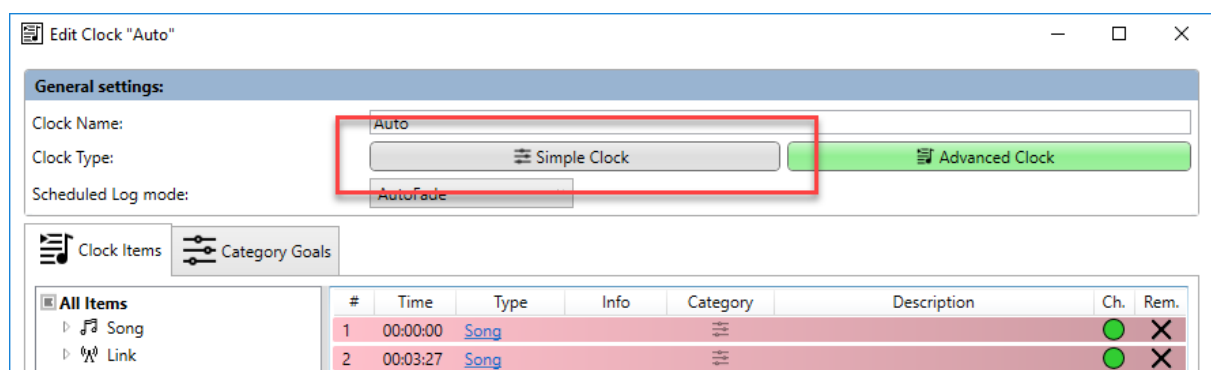 Edit Clock "Auto"
General settings:
Clock Name: Auto
Clock Type: Simple Clock Advanced Clock
Scheduled Log mode: AutoFade
Clock Items Category Goals
All Items
Song
Link
# Time Type Info Category Description Ch. Rem.
1 00:00:00 Song
2 00:03:27 Song